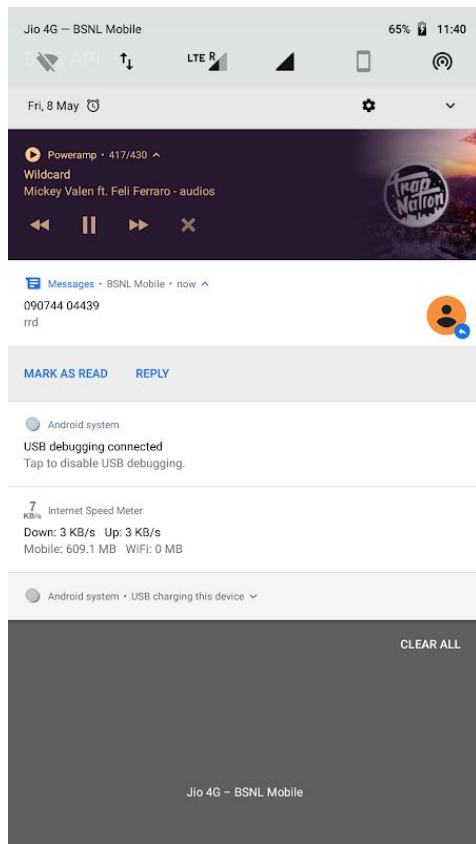 Jio 4G — BSNL Mobile 65% 11:40
LTE R
Fri, 8 May
Poweramp • 417/430
Wildcard
Mickey Valen ft. Feli Ferraro - audios
Trap
Nation
Messages • BSNL Mobile • now
090744 04439
rrd
MARK AS READ REPLY
Android system
USB debugging connected
Tap to disable USB debugging.
7
KB/s Internet Speed Meter
Down: 3 KB/s Up: 3 KB/s
Mobile: 609.1 MB WiFi: 0 MB
Android system • USB charging this device
CLEAR ALL
Jio 4G – BSNL Mobile